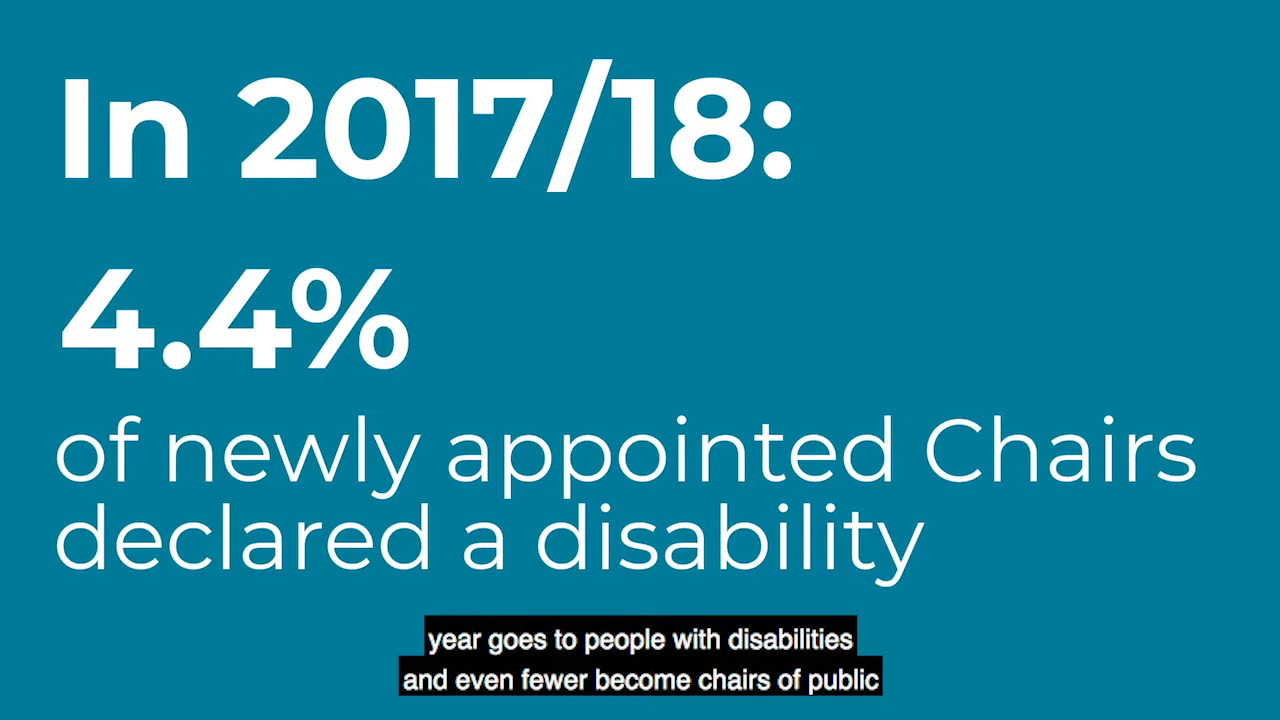 In 2017/18:
4.4%
of newly appointed Chairs
declared a disability
year goes to people with disabilities
and even fewer become chairs of public